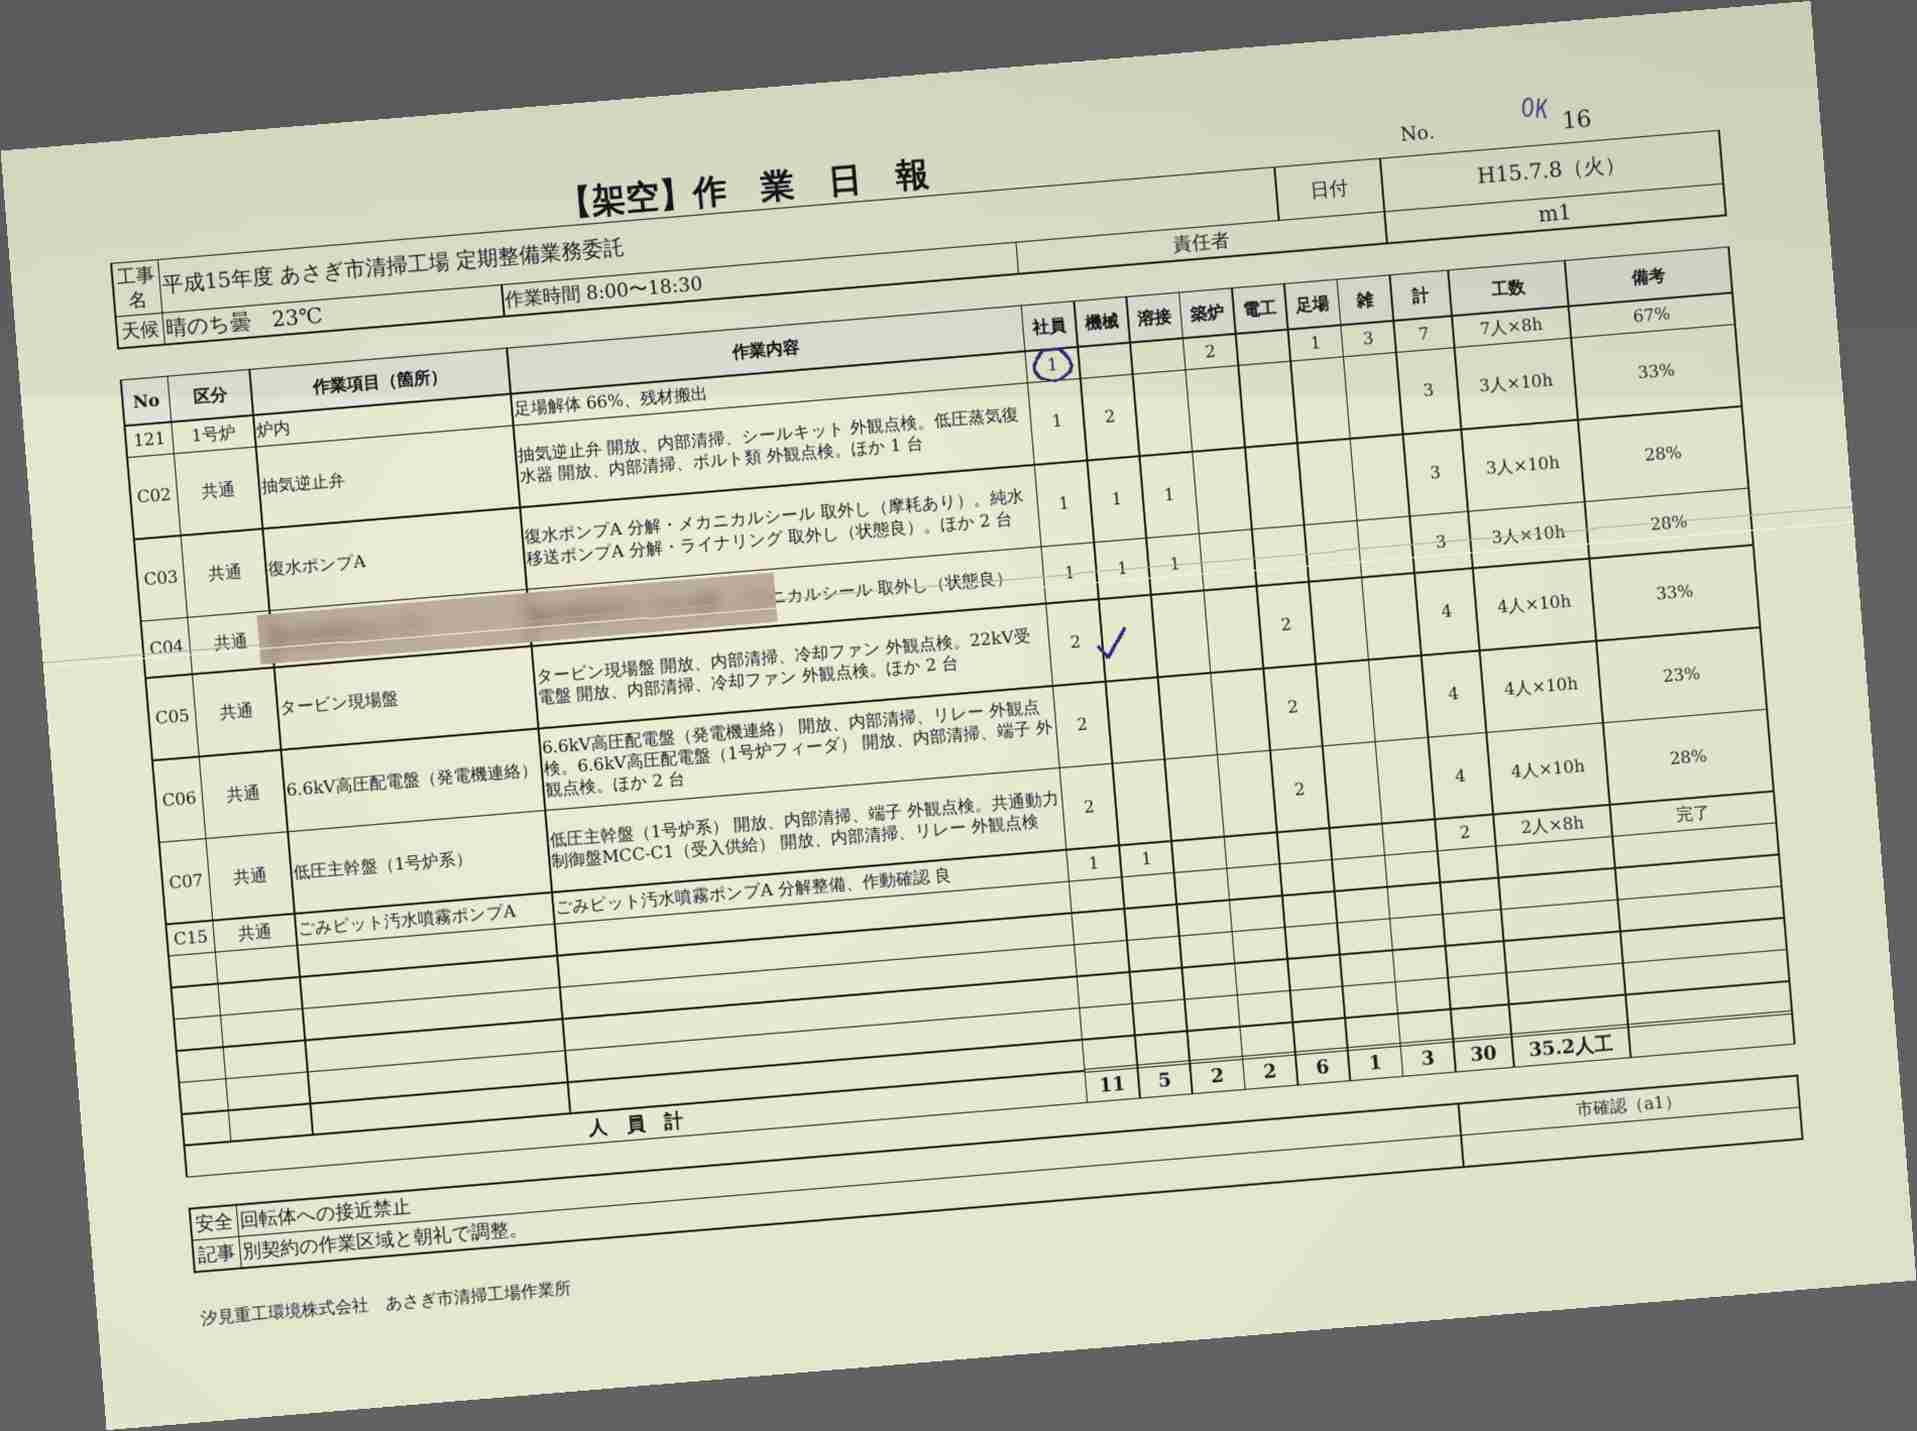 OK
No. 16
【架空】作 業 日 報
工事名 平成15年度 あさぎ市清掃工場 定期整備業務委託 日付 H15.7.8（火）
天候 晴のち曇 23℃ 作業時間 8:00〜18:30 責任者 m1
No 区分 作業項目（箇所） 作業内容 社員 機械 溶接 築炉 電工 足場 雑 計 工数 備考
121 1号炉 炉内 足場解体 66%、残材搬出 1 2 1 3 7 7人×8h 67%
C02 共通 抽気逆止弁 抽気逆止弁 開放、内部清掃、シールキット 外観点検。低圧蒸気復
水器 開放、内部清掃、ボルト類 外観点検。ほか 1 台 1 2 3 3人×10h 33%
C03 共通 復水ポンプA 復水ポンプA 分解・メカニカルシール 取外し（摩耗あり）。純水
移送ポンプA 分解・ライナリング 取外し（状態良）。ほか 2 台 1 1 1 3 3人×10h 28%
C04 共通 ニカルシール 取外し（状態良） 1 1 1 3 3人×10h 28%
C05 共通 タービン現場盤 タービン現場盤 開放、内部清掃、冷却ファン 外観点検。22kV受
電盤 開放、内部清掃、冷却ファン 外観点検。ほか 2 台 2 2 4 4人×10h 33%
C06 共通 6.6kV高圧配電盤（発電機連絡） 6.6kV高圧配電盤（発電機連絡） 開放、内部清掃、リレー 外観点
検。6.6kV高圧配電盤（1号炉フィーダ） 開放、内部清掃、端子 外
観点検。ほか 2 台 2 2 4 4人×10h 23%
C07 共通 低圧主幹盤（1号炉系） 低圧主幹盤（1号炉系） 開放、内部清掃、端子 外観点検。共通動力
制御盤MCC-C1（受入供給） 開放、内部清掃、リレー 外観点検 2 2 4 4人×10h 28%
C15 共通 ごみピット汚水噴霧ポンプA ごみピット汚水噴霧ポンプA 分解整備、作動確認 良 1 1 2 2人×8h 完了
人 員 計 11 5 2 2 6 1 3 30 35.2人工
安全 回転体への接近禁止 市確認（a1）
記事 別契約の作業区域と朝礼で調整。
汐見重工環境株式会社 あさぎ市清掃工場作業所